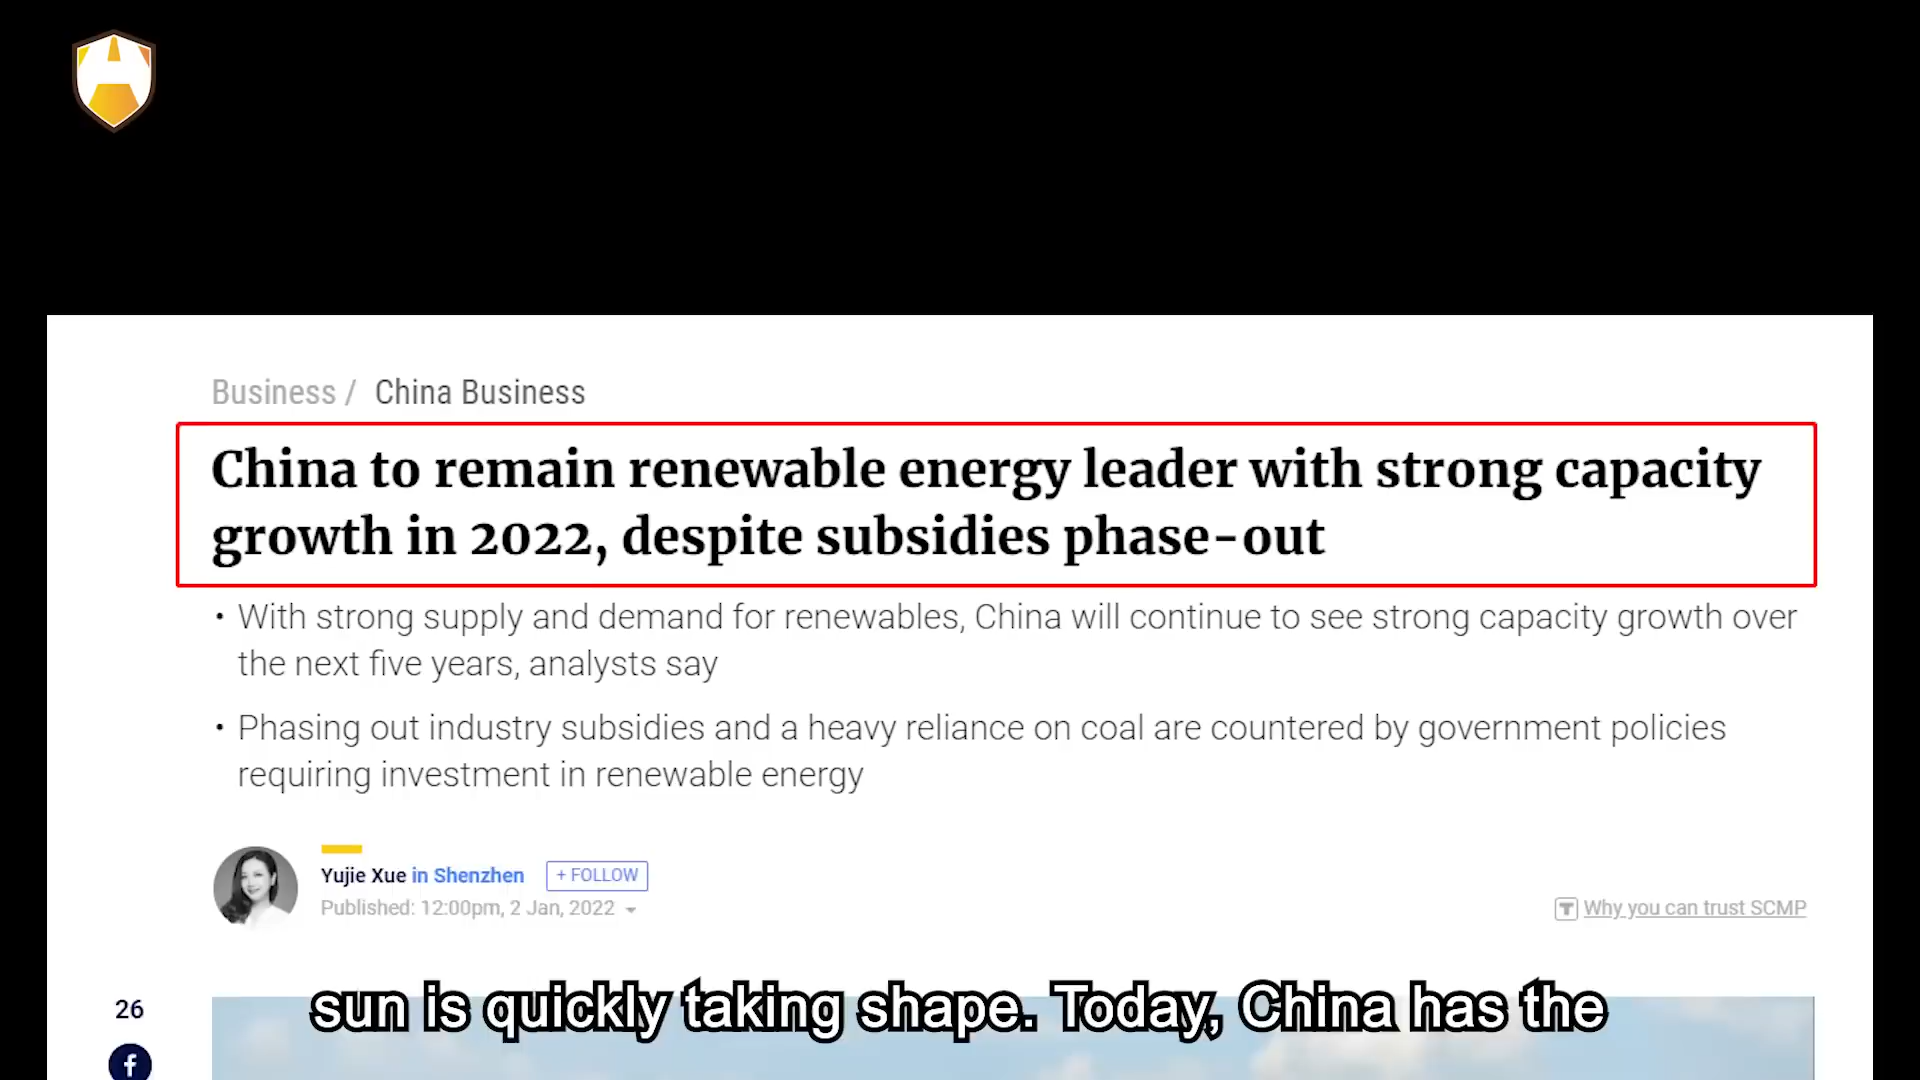 Business / China Business
China to remain renewable energy leader with strong capacity
growth in 2022, despite subsidies phase-out
• With strong supply and demand for renewables, China will continue to see strong capacity growth over
the next five years, analysts say
• Phasing out industry subsidies and a heavy reliance on coal are countered by government policies
requiring investment in renewable energy
Yujie Xue in Shenzhen + FOLLOW
Published: 12:00pm, 2 Jan, 2022
Why you can trust SCMP
26
sun is quickly taking shape. Today, China has the